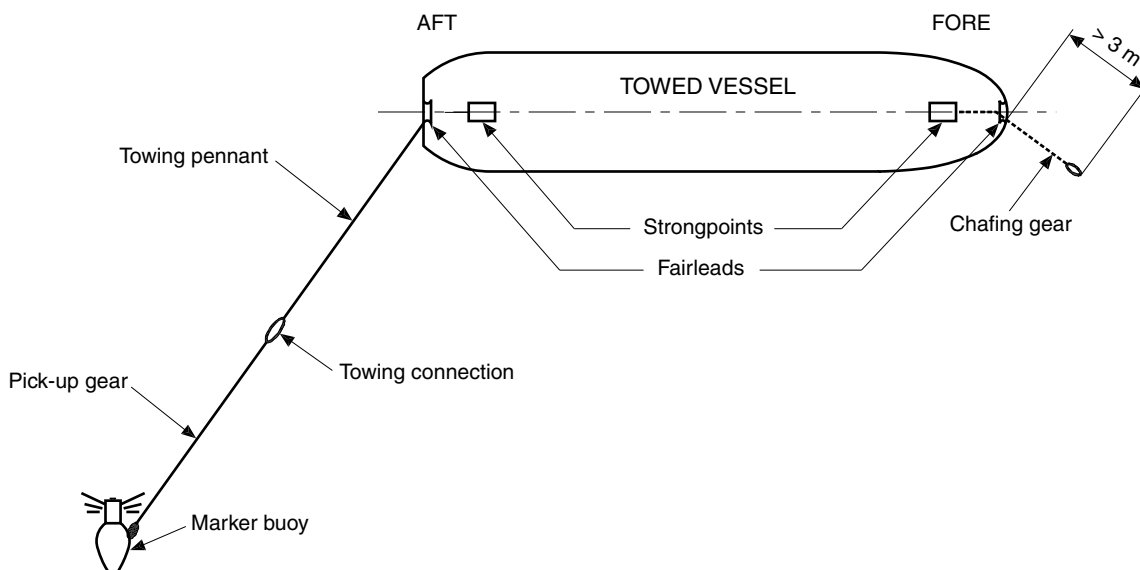 AFT
FORE
> 3 m
TOWED VESSEL
Towing pennant
Strongpoints
Chafing gear
Fairleads
Towing connection
Pick-up gear
Marker buoy